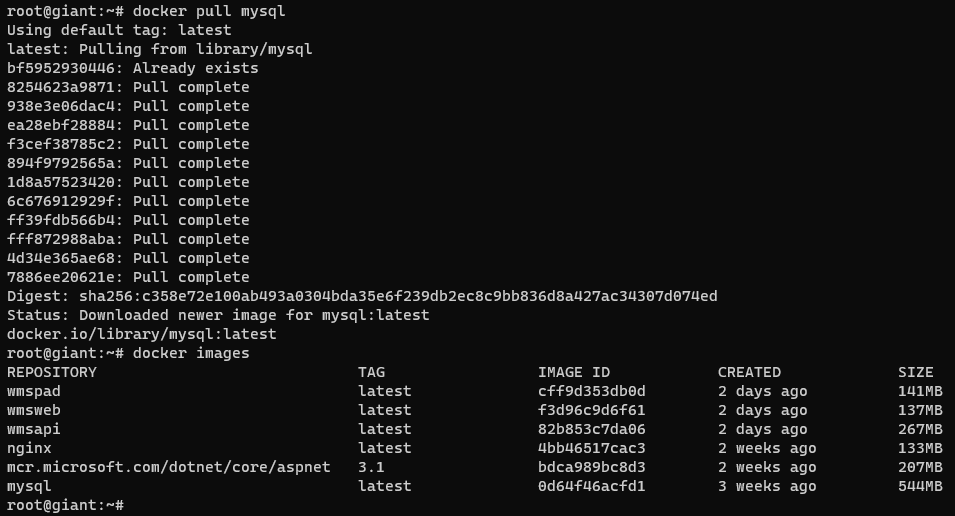 root@giant:~# docker pull mysql
Using default tag: latest
latest: Pulling from library/mysql
bf5952930446: Already exists
8254623a9871: Pull complete
938e3e06dac4: Pull complete
ea28ebf28884: Pull complete
f3cef38785c2: Pull complete
894f9792565a: Pull complete
1d8a57523420: Pull complete
6c676912929f: Pull complete
ff39fdb566b4: Pull complete
fff872988aba: Pull complete
4d34e365ae68: Pull complete
7886ee20621e: Pull complete
Digest: sha256:c358e72e100ab493a0304bda35e6f239db2ec8c9bb836d8a427ac34307d074ed
Status: Downloaded newer image for mysql:latest
docker.io/library/mysql:latest
root@giant:~# docker images
REPOSITORY                             TAG                 IMAGE ID            CREATED             SIZE
wmspad                                 latest              cff9d353db0d        2 days ago          141MB
wmsweb                                 latest              f3d96c9d6f61        2 days ago          137MB
wmsapi                                 latest              82b853c7da06        2 days ago          267MB
nginx                                  latest              4bb46517cac3        2 weeks ago         133MB
mcr.microsoft.com/dotnet/core/aspnet   3.1                 bdca989bc8d3        2 weeks ago         207MB
mysql                                  latest              0d64f46acfd1        3 weeks ago         544MB
root@giant:~#